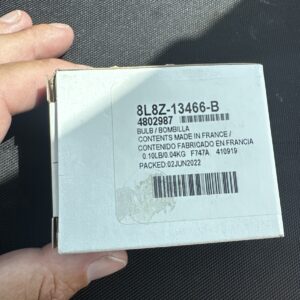 8L8Z-13466-B
4802987
BULB / BOMBILLA
CONTENTS MADE IN FRANCE /
CONTENIDO FABRICADO EN FRANCIA
0.10LB/0.04KG F747A 410919
PACKED:02JUN2022